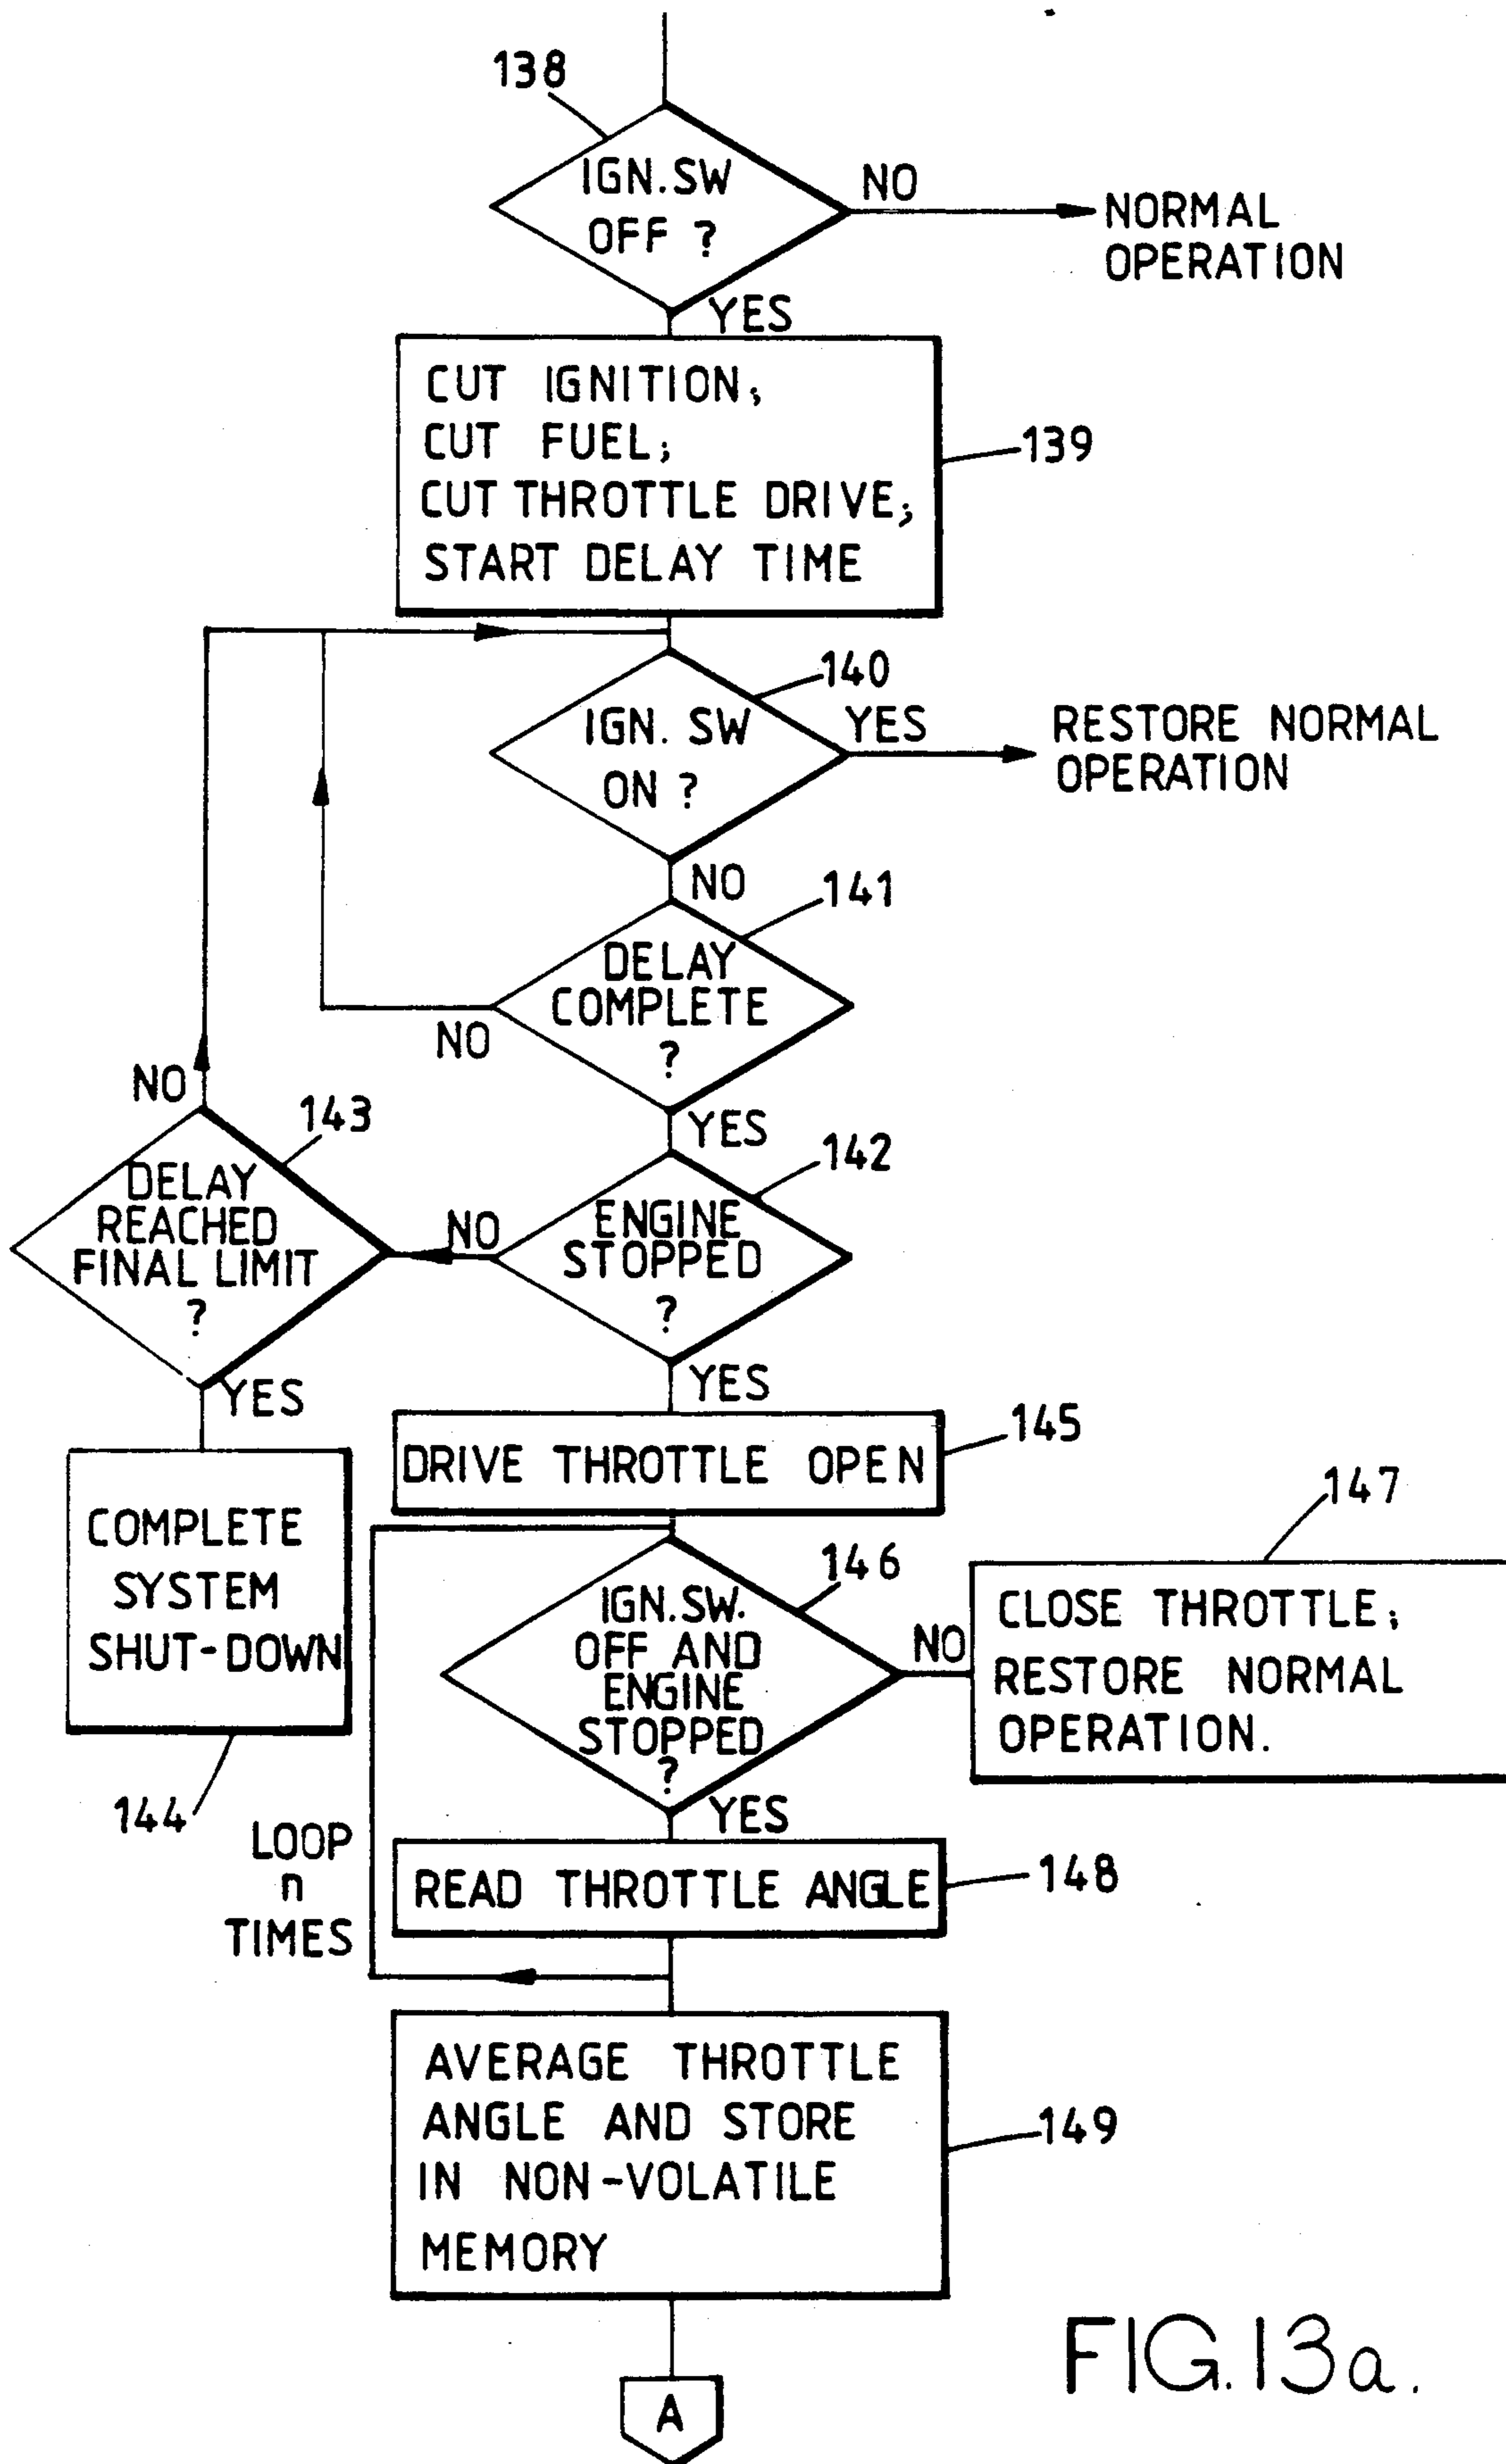 138
IGN. SW
OFF ?
NO
NORMAL
OPERATION
YES
CUT IGNITION;
CUT FUEL;
CUT THROTTLE DRIVE;
START DELAY TIME
139
140
IGN. SW
ON ?
YES
RESTORE NORMAL
OPERATION
NO
141
DELAY
COMPLETE
?
NO
YES
142
ENGINE
STOPPED
?
NO
NO
143
DELAY
REACHED
FINAL LIMIT
?
YES
COMPLETE
SYSTEM
SHUT-DOWN
144
YES
DRIVE THROTTLE OPEN
145
146
IGN. SW.
OFF AND
ENGINE
STOPPED
?
NO
147
CLOSE THROTTLE;
RESTORE NORMAL
OPERATION.
YES
LOOP
n
TIMES
READ THROTTLE ANGLE
148
AVERAGE THROTTLE
ANGLE AND STORE
IN NON-VOLATILE
MEMORY
149
A
FIG. 13a.